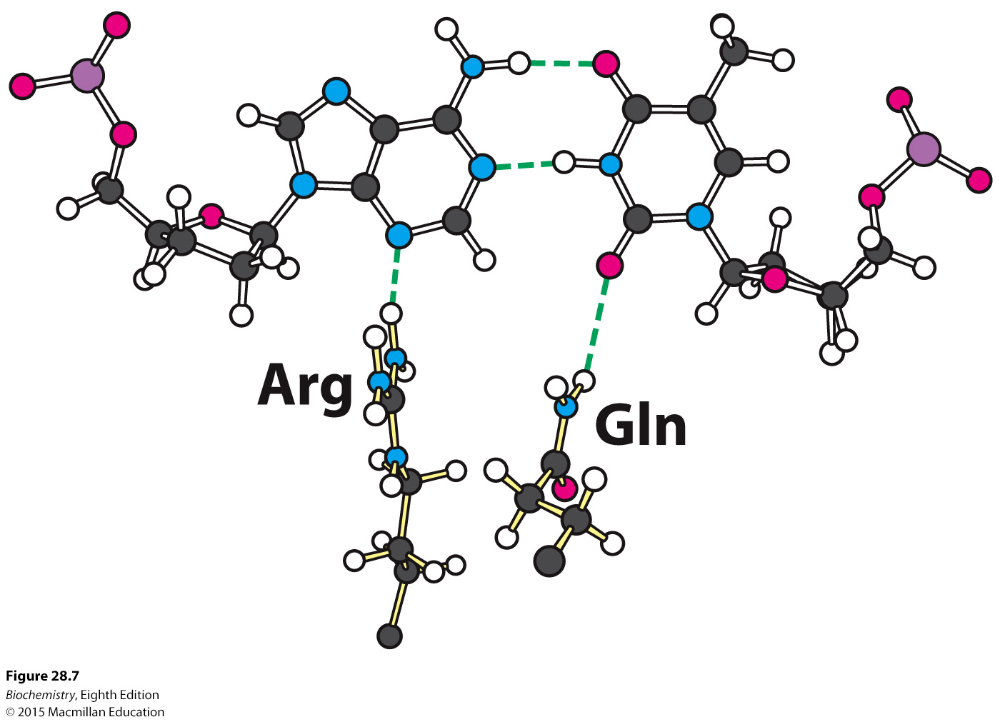 Arg
Gln
Figure 28.7
Biochemistry, Eighth Edition
© 2015 Macmillan Education